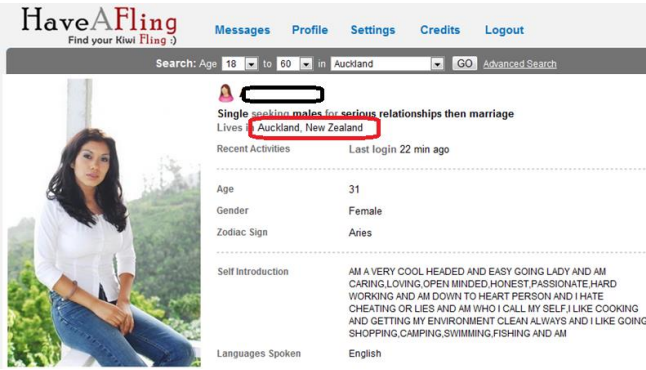 HaveAFling
Find your Kiwi Fling :)
Messages Profile Settings Credits Logout
Search: Age 18 to 60 in Auckland GO Advanced Search
Single seeking males for serious relationships then marriage
Lives in Auckland, New Zealand
Recent Activities Last login 22 min ago
Age 31
Gender Female
Zodiac Sign Aries
Self Introduction AM A VERY COOL HEADED AND EASY GOING LADY AND AM
CARING,LOVING,OPEN MINDED,HONEST,PASSIONATE,HARD
WORKING AND AM DOWN TO HEART PERSON AND I HATE
CHEATING OR LIES AND AM WHO I CALL MY SELF,I LIKE COOKING
AND GETTING MY ENVIRONMENT CLEAN ALWAYS AND I LIKE GOING
SHOPPING,CAMPING,SWIMMING,FISHING AND AM
Languages Spoken English